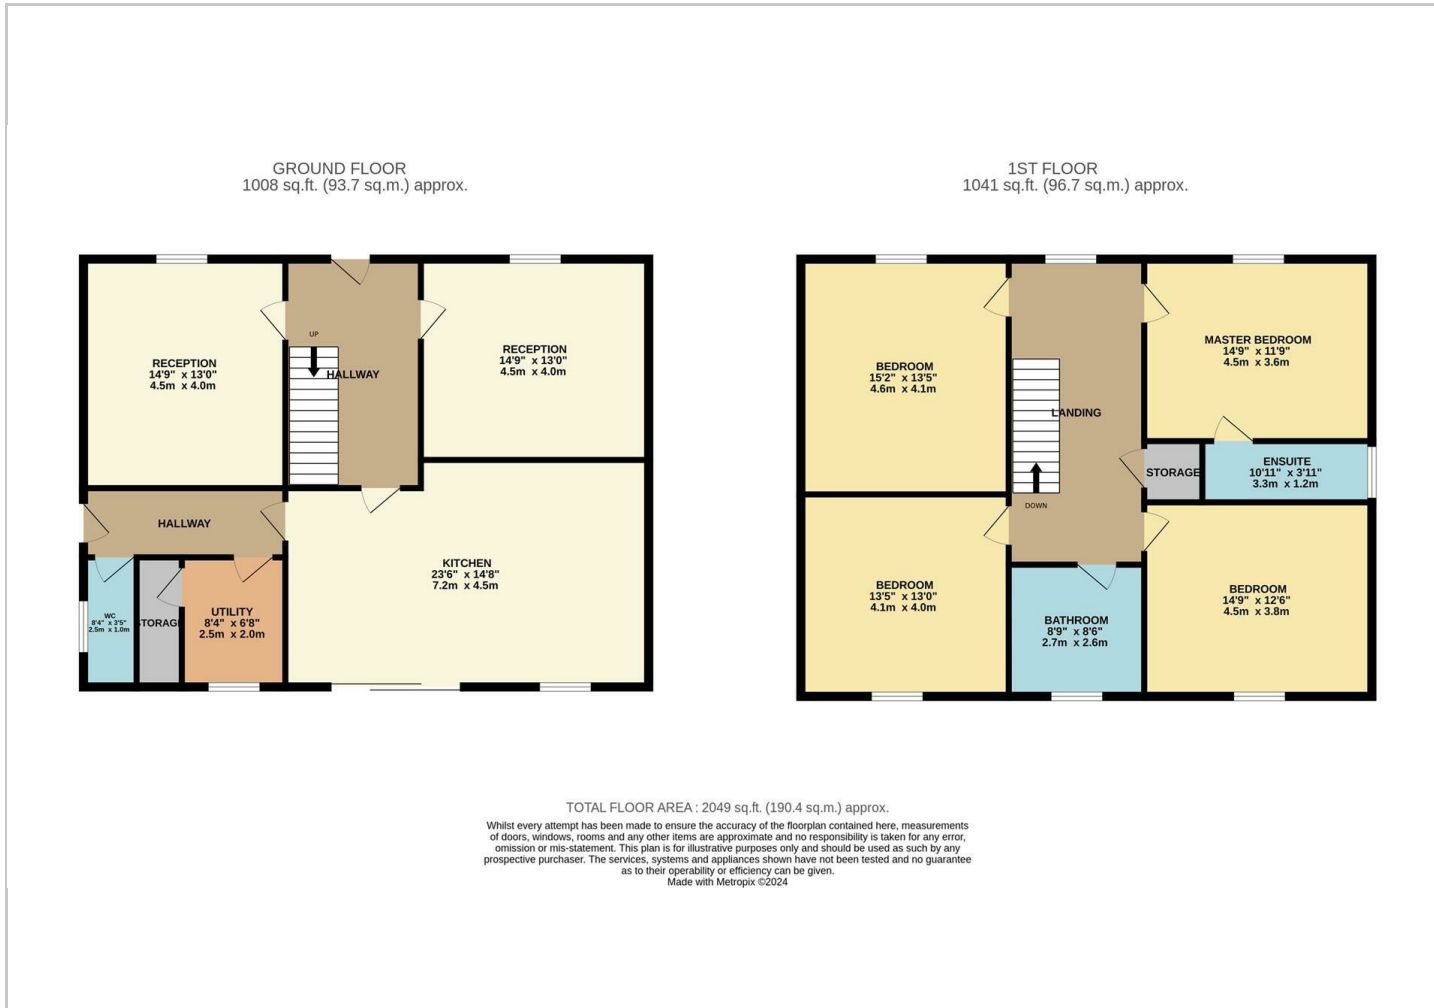 GROUND FLOOR
1008 sq.ft. (93.7 sq.m.) approx.
RECEPTION
14'9" x 13'0"
4.5m x 4.0m
UP
HALLWAY
RECEPTION
14'9" x 13'0"
4.5m x 4.0m
HALLWAY
KITCHEN
23'6" x 14'8"
7.2m x 4.5m
WC
8'4" x 3'5"
2.5m x 1.0m
STORAGE
UTILITY
8'4" x 6'8"
2.5m x 2.0m
1ST FLOOR
1041 sq.ft. (96.7 sq.m.) approx.
BEDROOM
15'2" x 13'5"
4.6m x 4.1m
LANDING
DOWN
MASTER BEDROOM
14'9" x 11'9"
4.5m x 3.6m
STORAGE
ENSUITE
10'11" x 3'11"
3.3m x 1.2m
BEDROOM
13'5" x 13'0"
4.1m x 4.0m
BATHROOM
8'9" x 8'6"
2.7m x 2.6m
BEDROOM
14'9" x 12'6"
4.5m x 3.8m
TOTAL FLOOR AREA : 2049 sq.ft. (190.4 sq.m.) approx.
Whilst every attempt has been made to ensure the accuracy of the floorplan contained here, measurements
of doors, windows, rooms and any other items are approximate and no responsibility is taken for any error,
omission or mis-statement. This plan is for illustrative purposes only and should be used as such by any
prospective purchaser. The services, systems and appliances shown have not been tested and no guarantee
as to their operability or efficiency can be given.
Made with Metropix ©2024